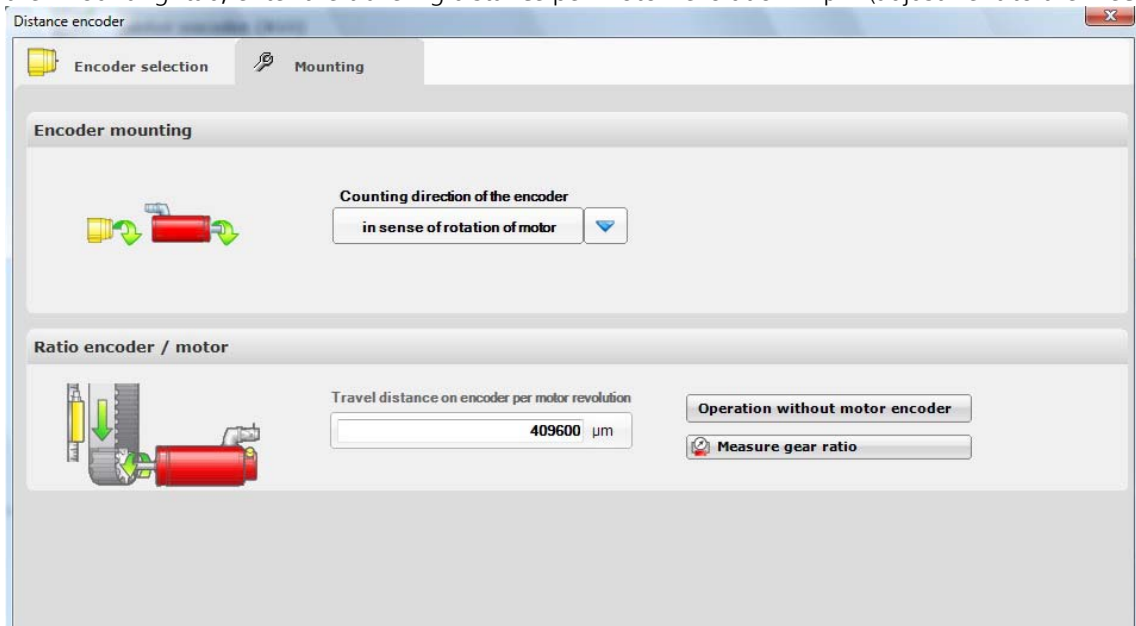 Distance encoder
Encoder selection
Mounting
Encoder mounting
Counting direction of the encoder
in sense of rotation of motor
Ratio encoder / motor
Travel distance on encoder per motor revolution
409600 µm
Operation without motor encoder
Measure gear ratio